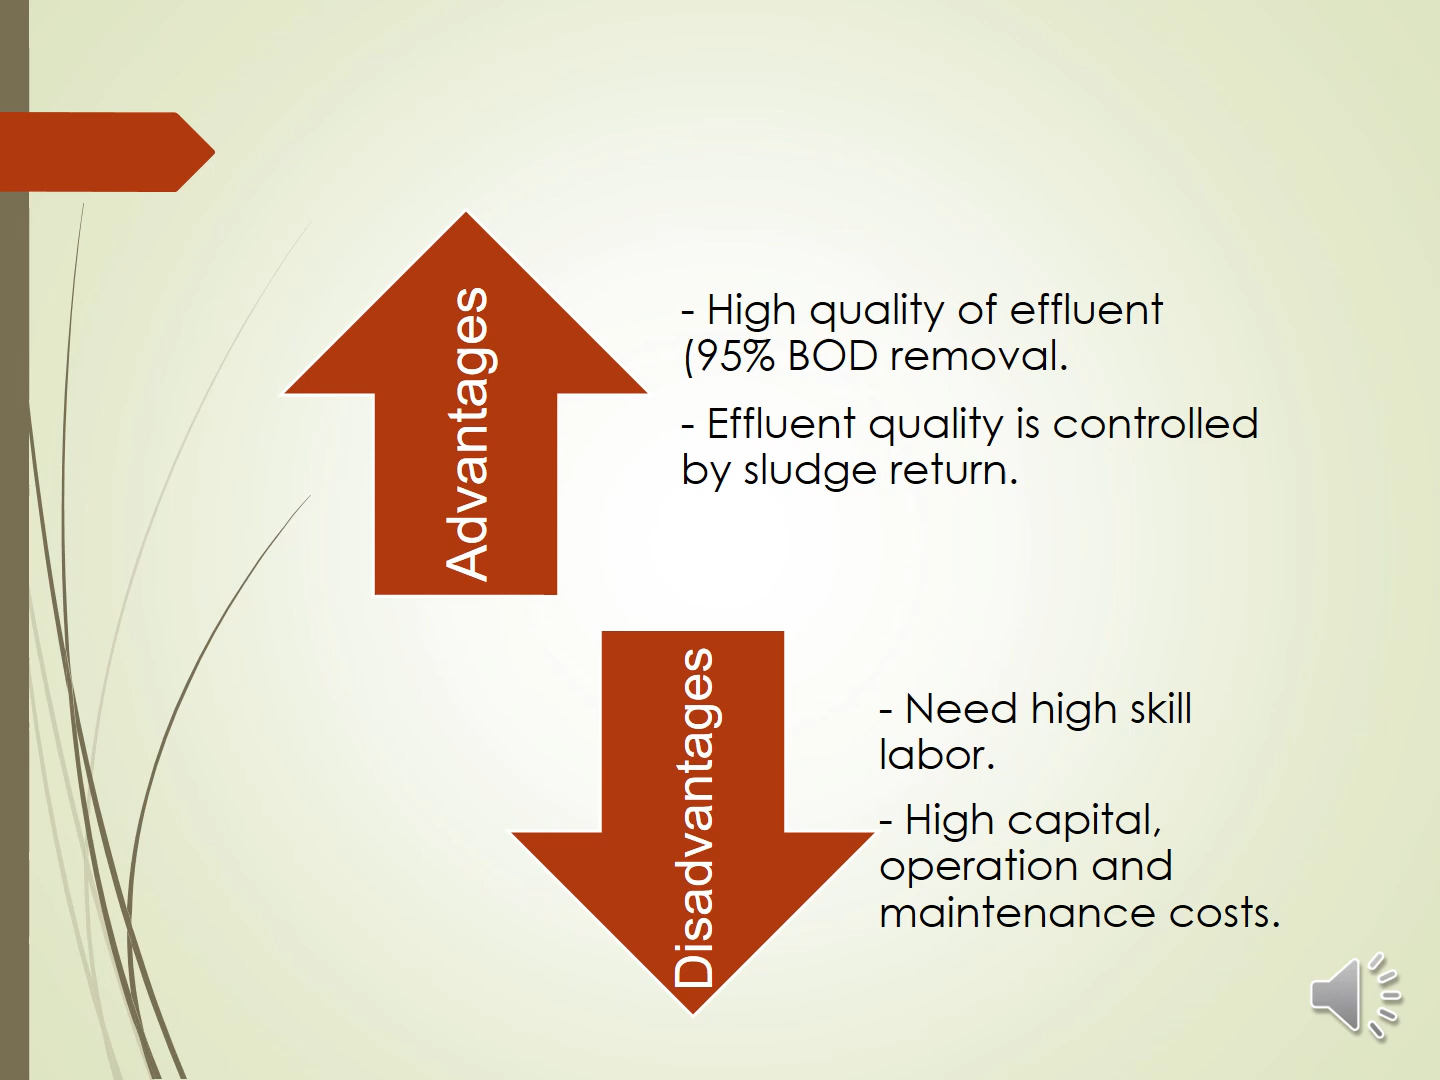 Advantages
- High quality of effluent
(95% BOD removal.
- Effluent quality is controlled
by sludge return.
Disadvantages
- Need high skill
labor.
- High capital,
operation and
maintenance costs.